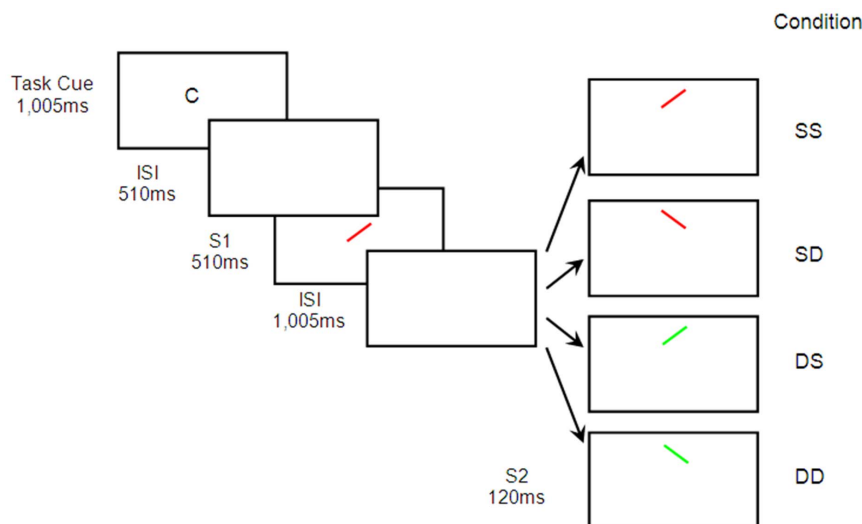 Condition
Task Cue
1,005ms
C
ISI
510ms
S1
510ms
ISI
1,005ms
S2
120ms
SS
SD
DS
DD